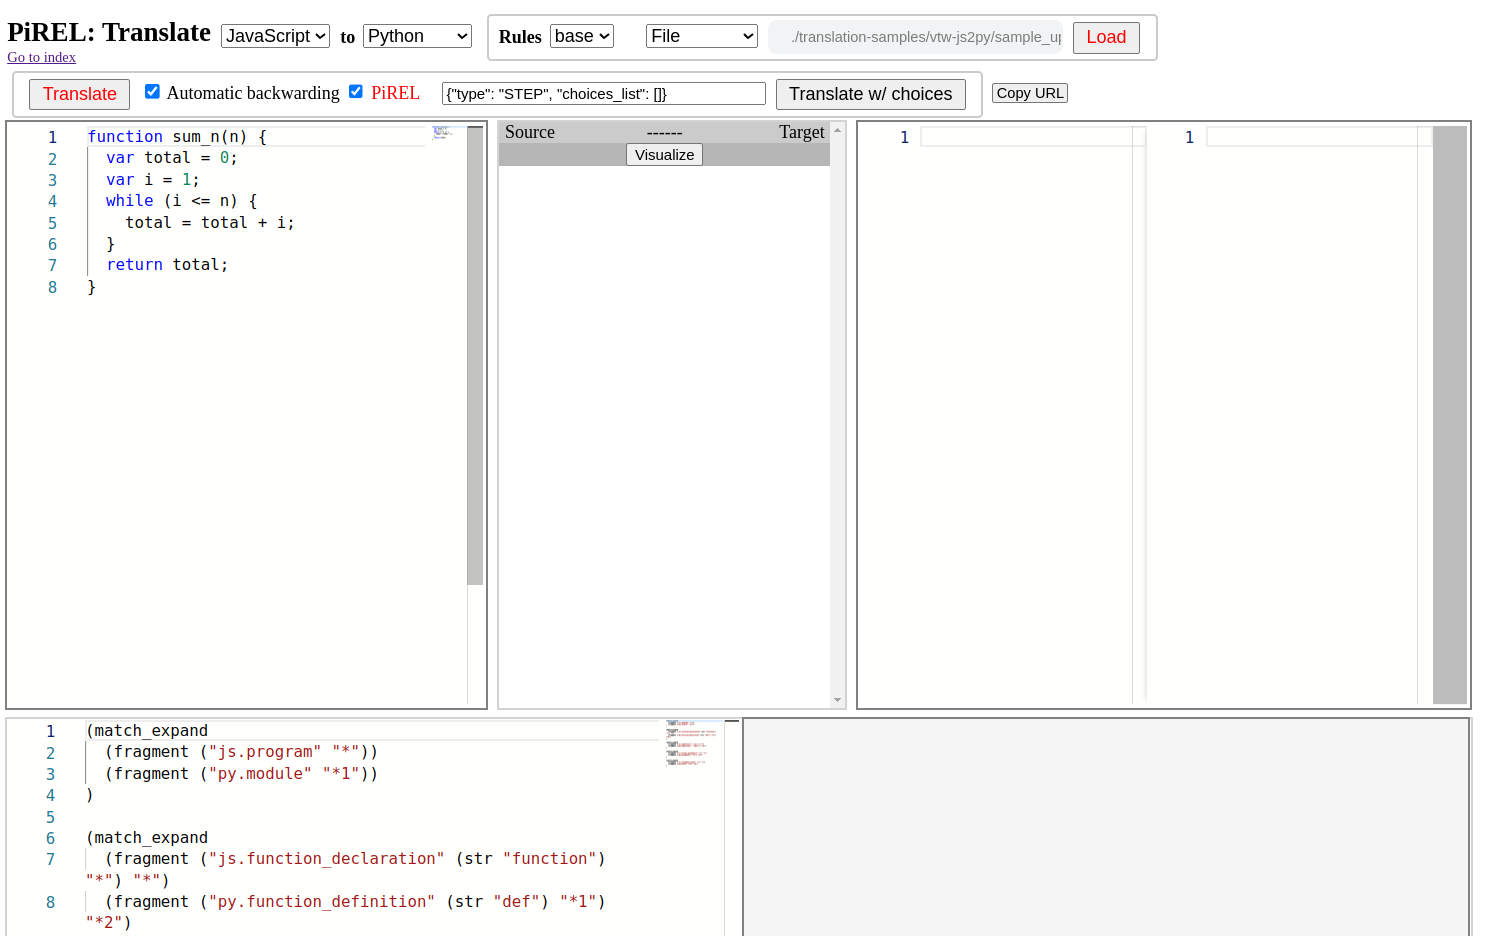 PiREL: Translate JavaScript to Python Rules base File ./translation-samples/vtw-js2py/sample_up Load
Go to index
Translate Automatic backwarding PiREL {"type": "STEP", "choices_list": []} Translate w/ choices Copy URL
1 function sum_n(n) {
2   var total = 0;
3   var i = 1;
4   while (i <= n) {
5     total = total + i;
6   }
7   return total;
8 }
Source ------ Target
Visualize
1 1
1 (match_expand
2   (fragment ("js.program" "*"))
3   (fragment ("py.module" "*1"))
4 )
5
6 (match_expand
7   (fragment ("js.function_declaration" (str "function")
"*") "*")
8   (fragment ("py.function_definition" (str "def") "*1")
"*2")